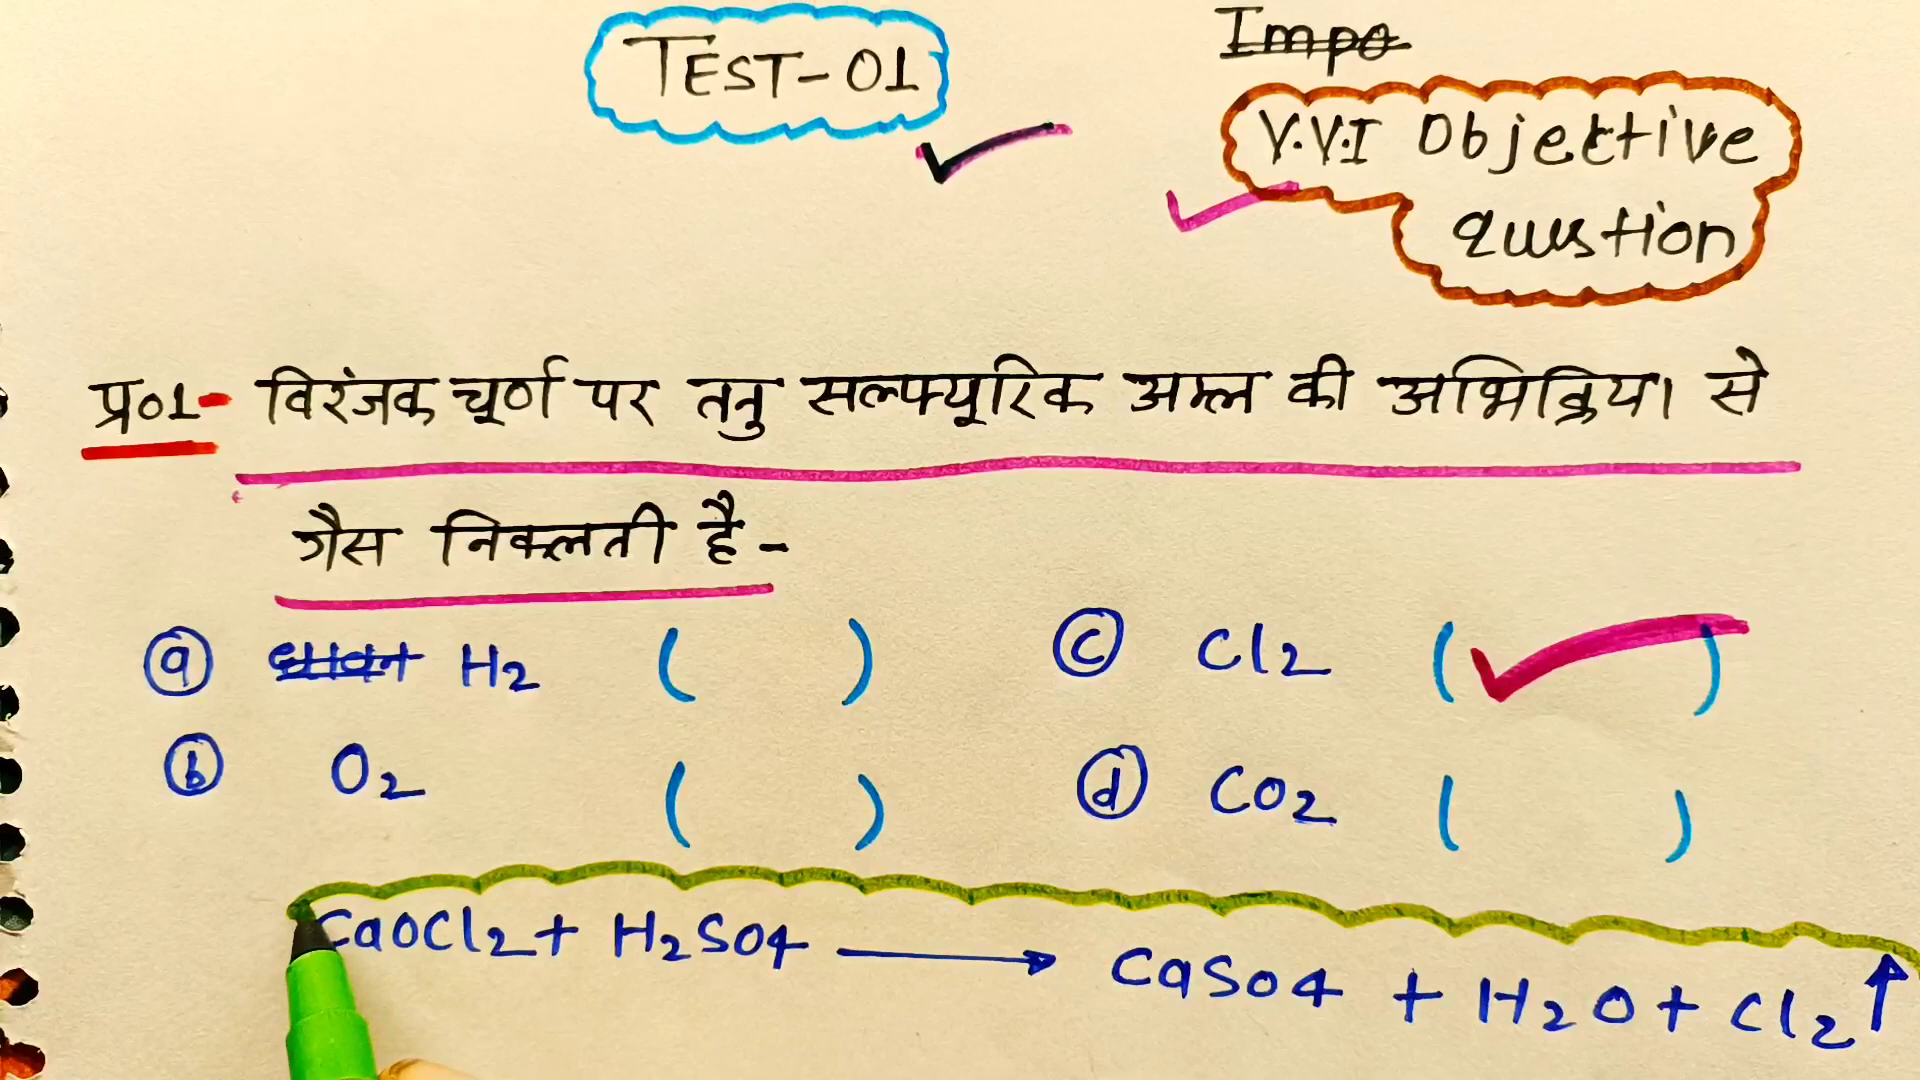 TEST-01
Impo
V.V.I Objective
question
प्र०1- विरंजक चूर्ण पर तनु सल्फ्यूरिक अम्ल की अभिक्रिया से
गैस निकलती है-
(a) H2 ( )
(c) Cl2 (✓)
(b) O2 ( )
(d) CO2 ( )
CaOCl2 + H2SO4 → CaSO4 + H2O + Cl2↑